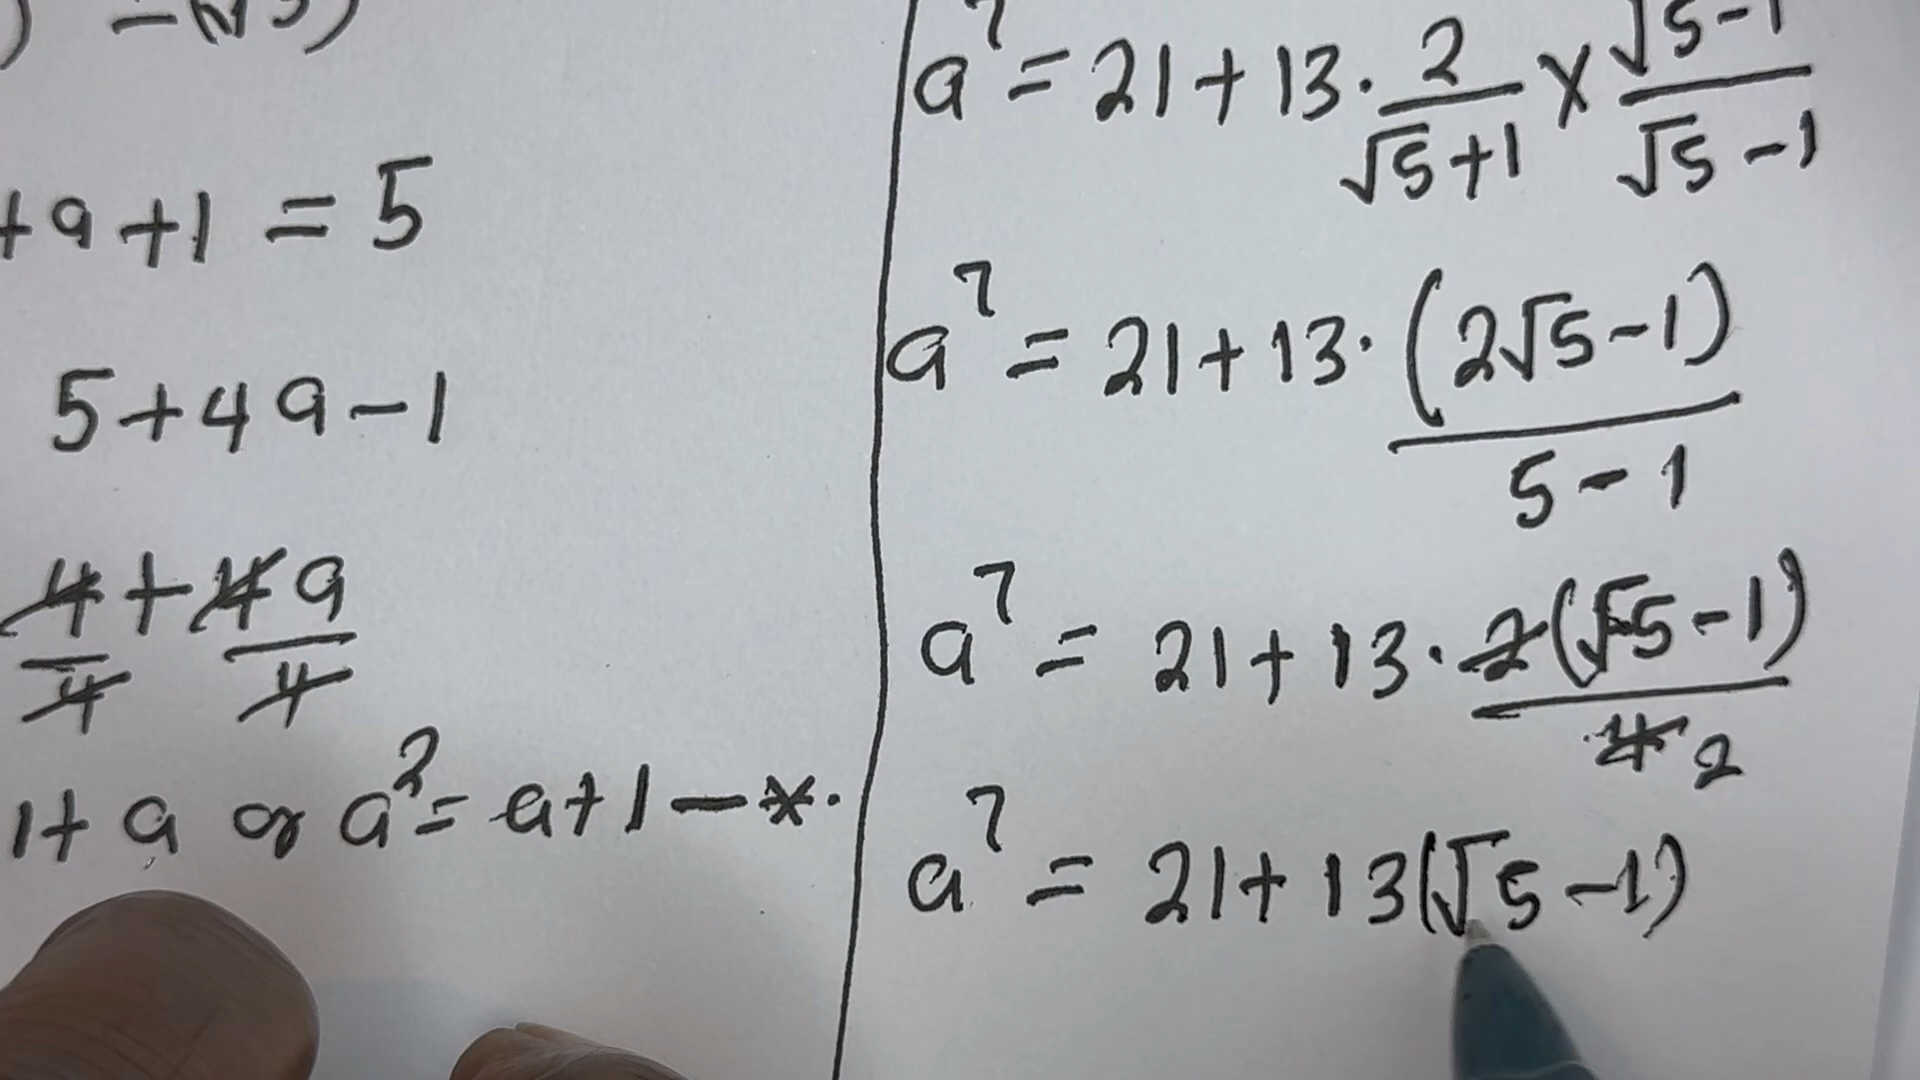 ) = (√5)
+a+1 = 5
5+4a-1
4/4 + 4a/4
1+a or a² = a+1 — *.
a⁷ = 21+13·2/(√5+1) × (√5-1)/(√5-1)
a⁷ = 21+13·(2√5-1)/(5-1)
a⁷ = 21+13·2(√5-1)/4 2
a⁷ = 21+13(√5-1)